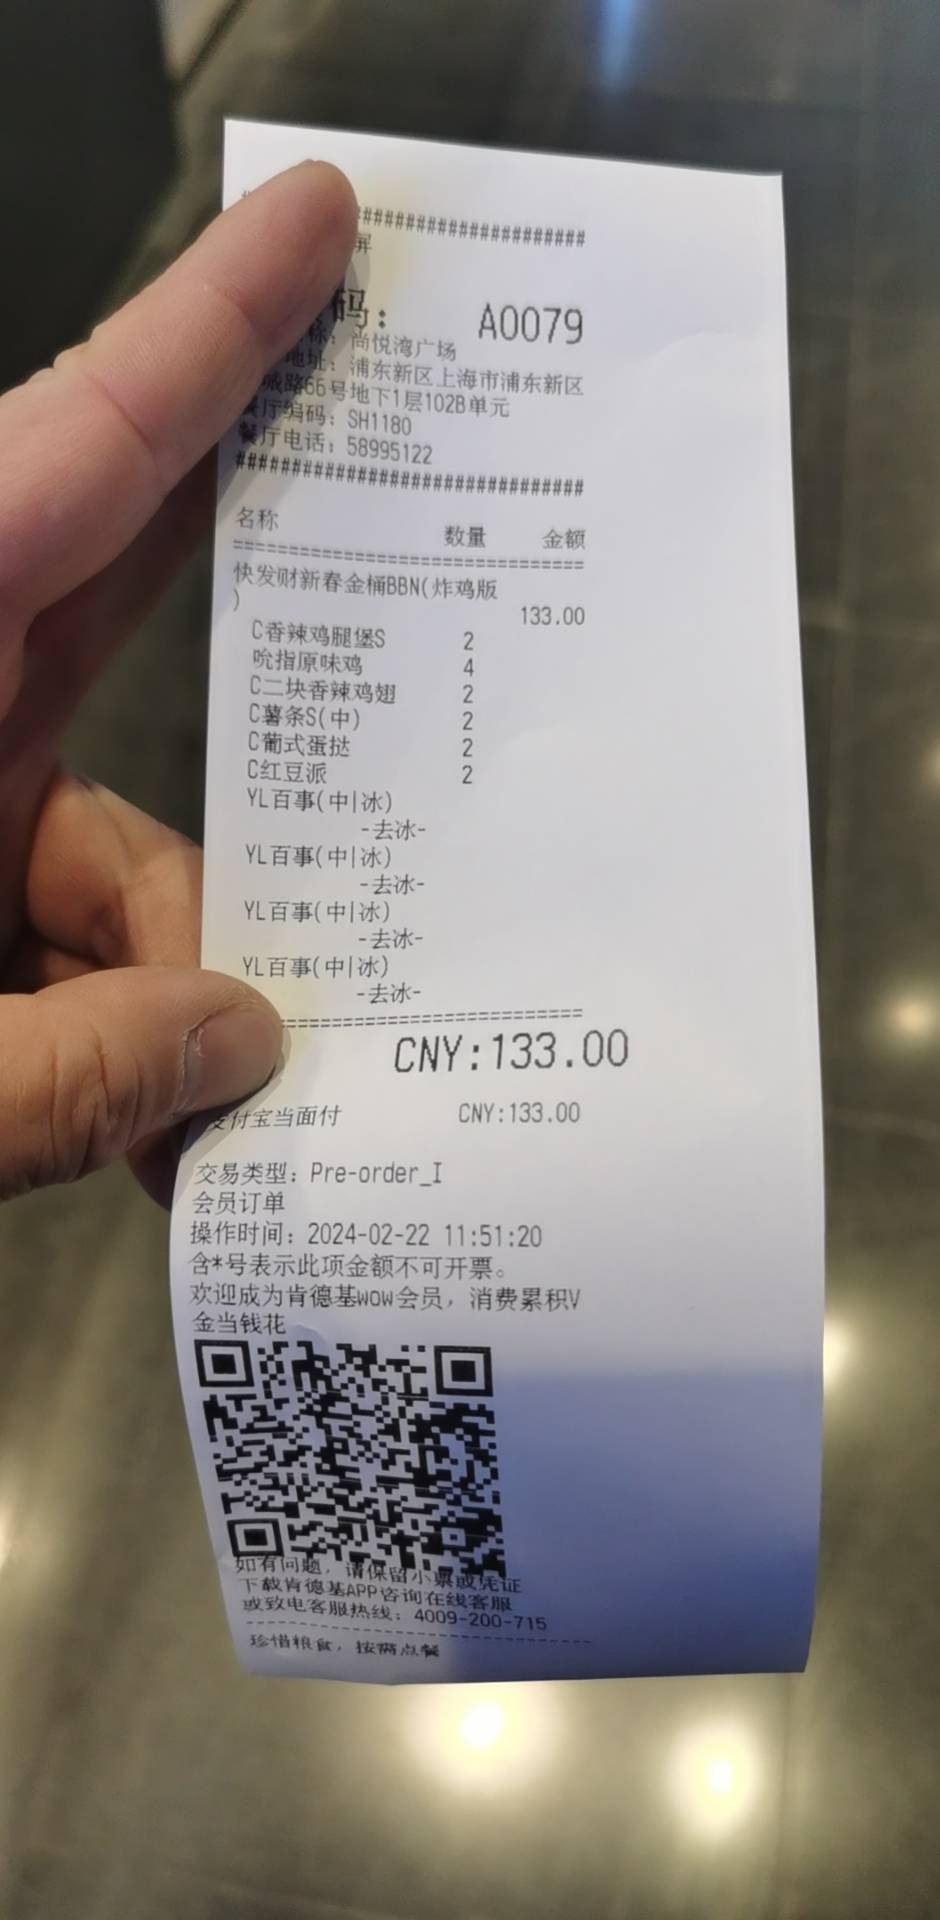 ######################
屏
码： A0079
称：尚悦湾广场
地址：浦东新区上海市浦东新区
城路66号地下1层102B单元
餐厅编码：SH1180
餐厅电话：58995122
################################
名称 数量 金额
================================
快发财新春金桶BBN(炸鸡版
) 133.00
C香辣鸡腿堡S 2
吮指原味鸡 4
C二块香辣鸡翅 2
C薯条S(中) 2
C葡式蛋挞 2
C红豆派 2
YL百事(中|冰)
-去冰-
YL百事(中|冰)
-去冰-
YL百事(中|冰)
-去冰-
YL百事(中|冰)
-去冰-
============================
CNY:133.00
支付宝当面付 CNY:133.00
交易类型：Pre-order_I
会员订单
操作时间：2024-02-22 11:51:20
含*号表示此项金额不可开票。
欢迎成为肯德基wow会员，消费累积V
金当钱花
如有问题，请保留小票或凭证
下载肯德基APP咨询在线客服
或致电客服热线：4009-200-715
--------------------------------
珍惜粮食，按需点餐